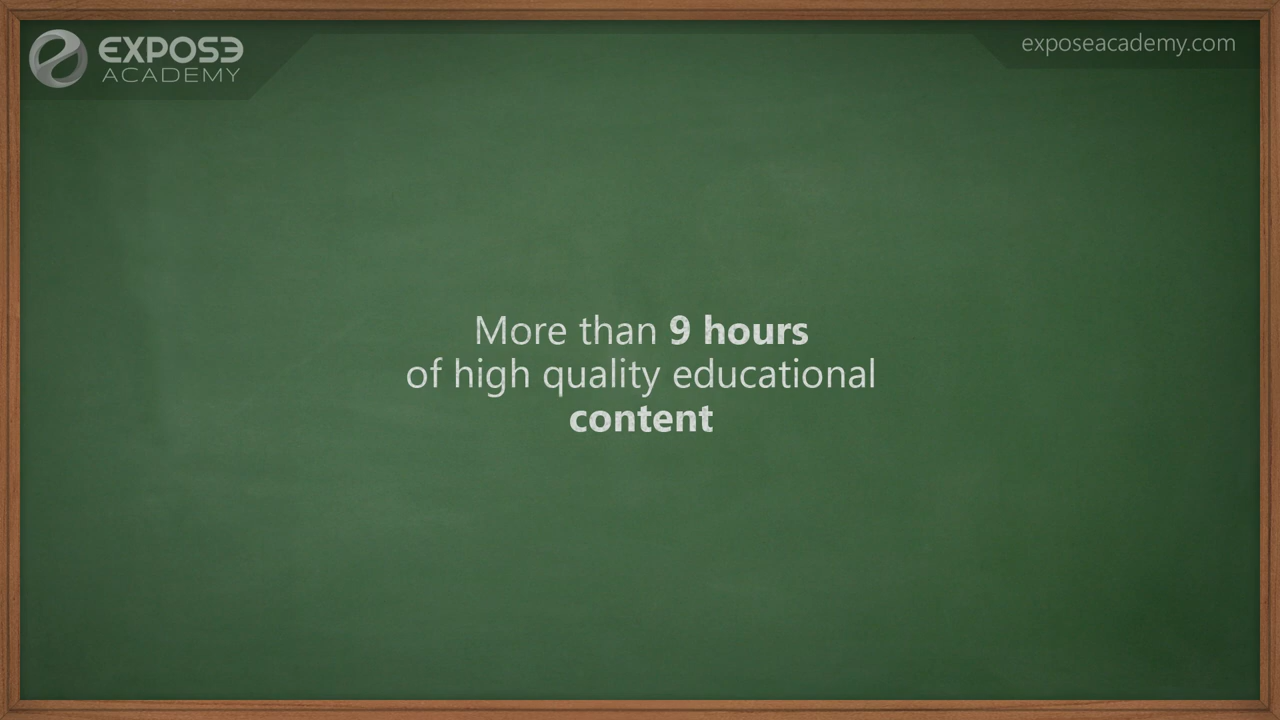 EXPOSE
ACADEMY
exposeacademy.com
More than 9 hours
of high quality educational
content